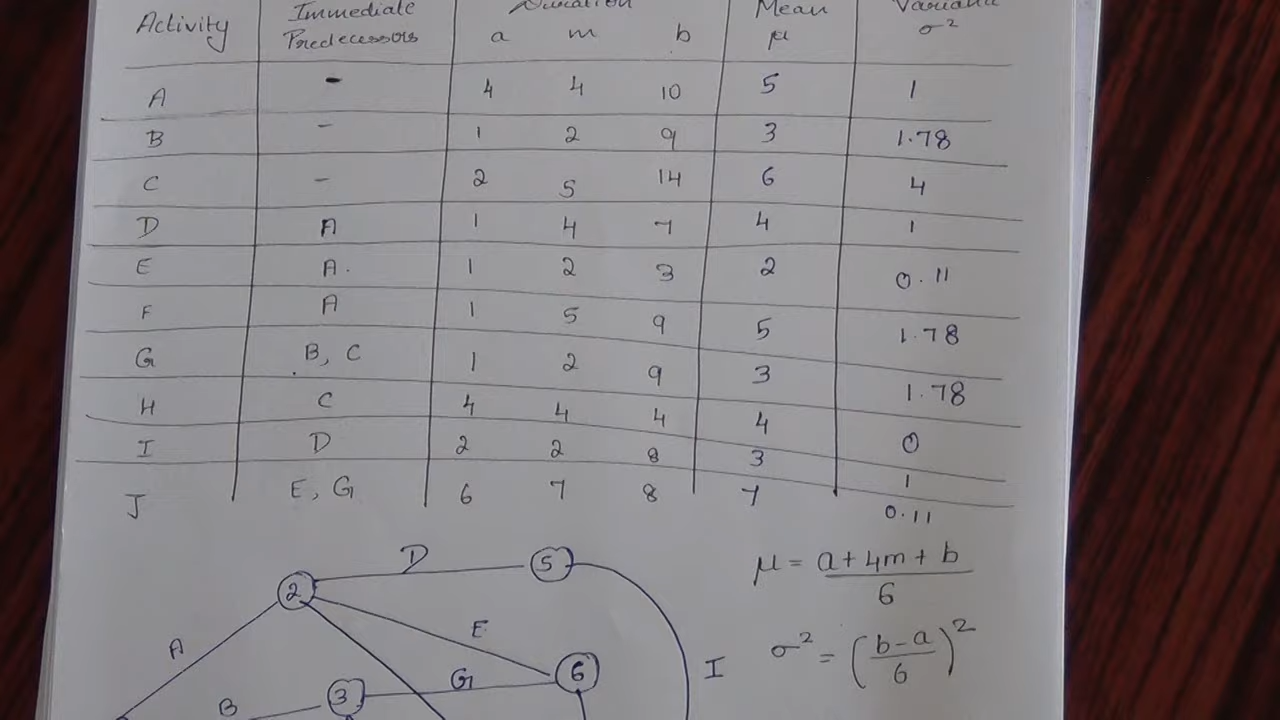 Activity Immediate Predecessors Duration a m b Mean μ σ²
A - 4 4 10 5 1
B - 1 2 9 3 1.78
C - 2 5 14 6 4
D A 1 4 7 4 1
E A. 1 2 3 2 0.11
F A 1 5 9 5 1.78
G B, C 1 2 9 3 1.78
H C 4 4 4 4 0
I D 2 2 8 3 1
J E, G 6 7 8 7 0.11
D 5
2
μ = a+4m+b / 6
E
A
σ² = (b-a / 6)²
I
G 6
3
B